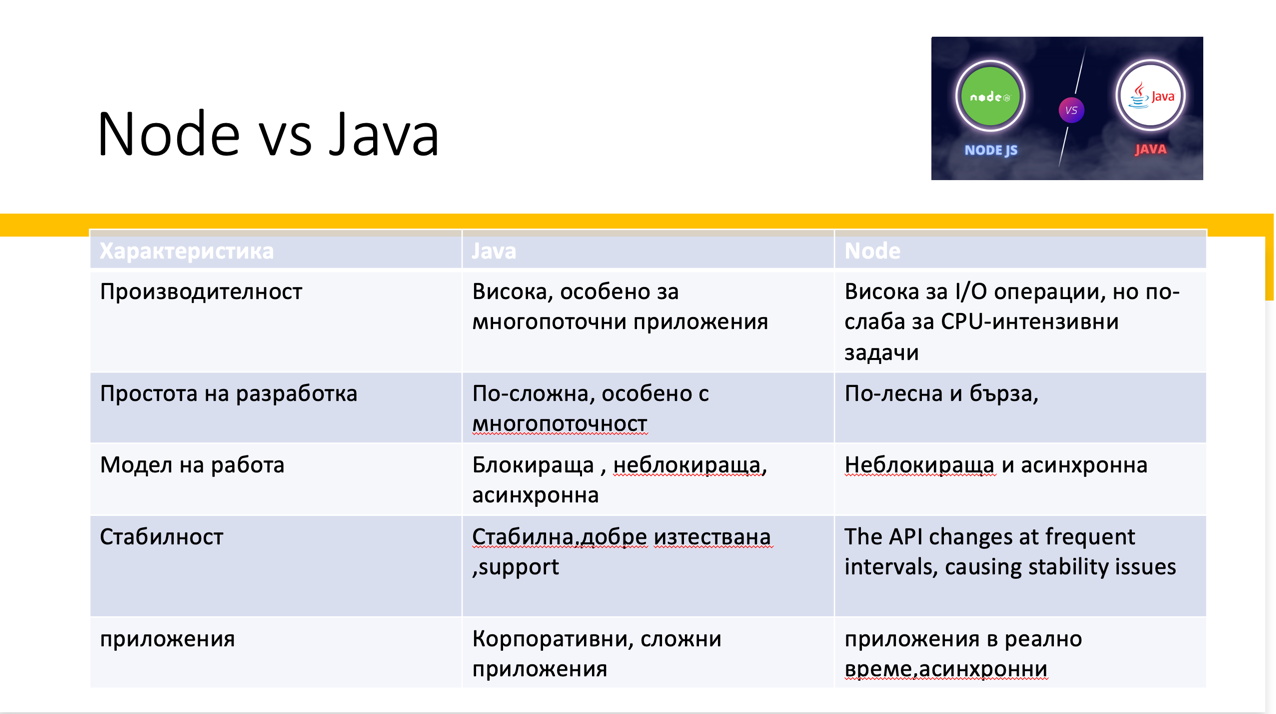 node
VS
Java
NODE JS
JAVA
Node vs Java
Характеристика
Java
Node
Производителност
Висока, особено за
многопоточни приложения
Висока за I/O операции, но по-
слаба за CPU-интензивни
задачи
Простота на разработка
По-сложна, особено с
многопоточност
По-лесна и бърза,
Модел на работа
Блокираща , неблокираща,
асинхронна
Неблокираща и асинхронна
Стабилност
Стабилна,добре изтествана
,support
The API changes at frequent
intervals, causing stability issues
приложения
Корпоративни, сложни
приложения
приложения в реално
време,асинхронни